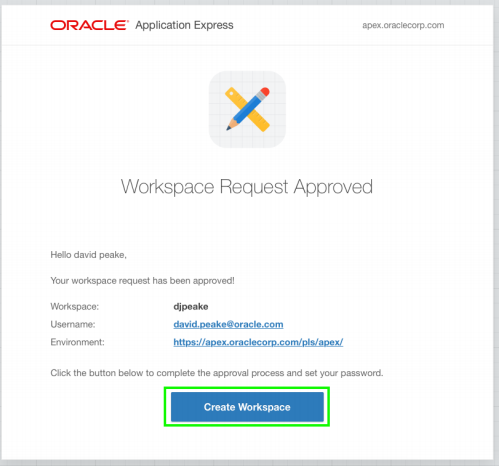 ORACLE® Application Express
apex.oraclecorp.com
Workspace Request Approved
Hello david peake,
Your workspace request has been approved!
Workspace: djpeake
Username: david.peake@oracle.com
Environment: https://apex.oraclecorp.com/pls/apex/
Click the button below to complete the approval process and set your password.
Create Workspace